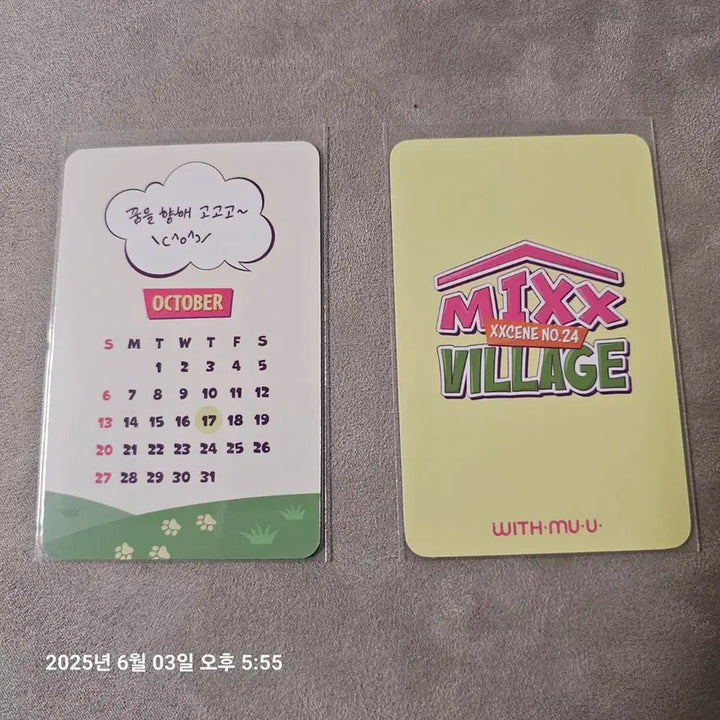 꿍을 향해 고고고~
\(^o^)/
OCTOBER
S M T W T F S
1 2 3 4 5
6 7 8 9 10 11 12
13 14 15 16 17 18 19
20 21 22 23 24 25 26
27 28 29 30 31
MIXX
XXCENE NO.24
VILLAGE
WITH·MU·U·
2025년 6월 03일 오후 5:55